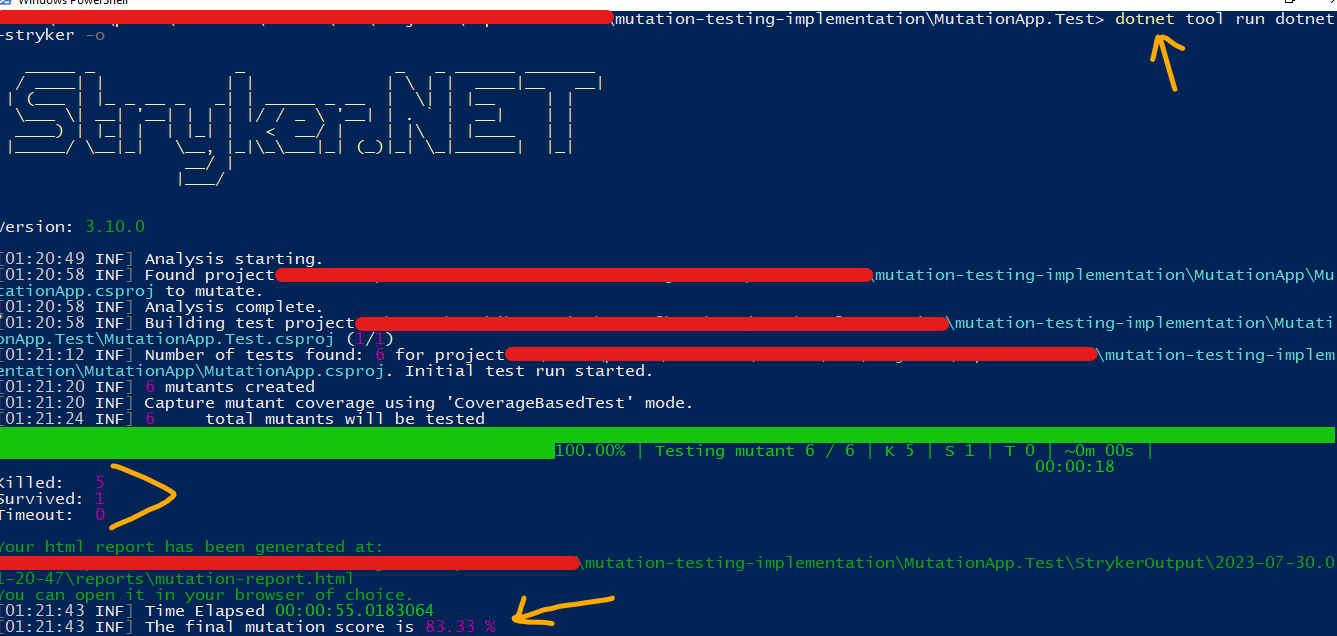 Windows PowerShell
\mutation-testing-implementation\MutationApp.Test> dotnet tool run dotnet
-stryker -o
Stryker.NET
Version: 3.10.0
[01:20:49 INF] Analysis starting.
[01:20:58 INF] Found project \mutation-testing-implementation\MutationApp\Mu
tationApp.csproj to mutate.
[01:20:58 INF] Analysis complete.
[01:20:58 INF] Building test project \mutation-testing-implementation\Mutati
onApp.Test\MutationApp.Test.csproj (1/1)
[01:21:12 INF] Number of tests found: 6 for project \mutation-testing-implem
entation\MutationApp\MutationApp.csproj. Initial test run started.
[01:21:20 INF] 6 mutants created
[01:21:20 INF] Capture mutant coverage using 'CoverageBasedTest' mode.
[01:21:24 INF] 6     total mutants will be tested
100.00% | Testing mutant 6 / 6 | K 5 | S 1 | T 0 | ~0m 00s |
00:00:18
Killed:   5
Survived: 1
Timeout:  0
Your html report has been generated at:
\mutation-testing-implementation\MutationApp.Test\StrykerOutput\2023-07-30.0
1-20-47\reports\mutation-report.html
You can open it in your browser of choice.
[01:21:43 INF] Time Elapsed 00:00:55.0183064
[01:21:43 INF] The final mutation score is 83.33 %